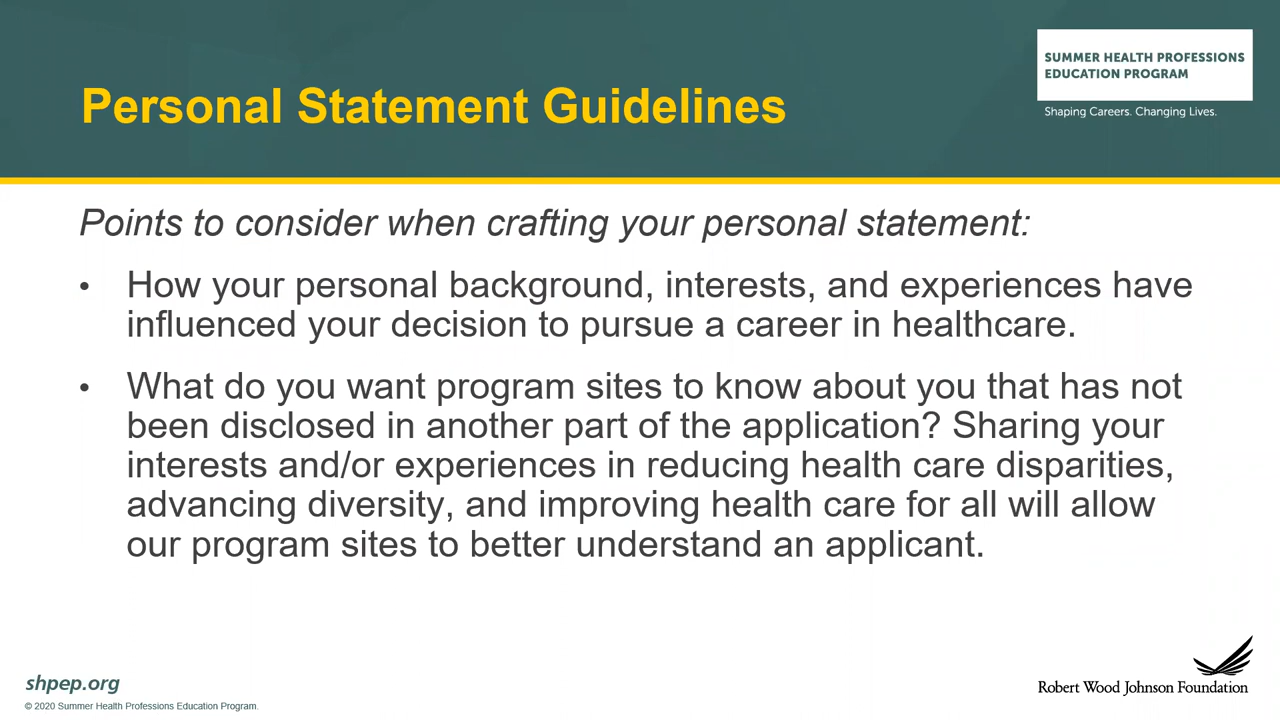 SUMMER HEALTH PROFESSIONS
EDUCATION PROGRAM
Shaping Careers. Changing Lives.
Personal Statement Guidelines
Points to consider when crafting your personal statement:
• How your personal background, interests, and experiences have
influenced your decision to pursue a career in healthcare.
• What do you want program sites to know about you that has not
been disclosed in another part of the application? Sharing your
interests and/or experiences in reducing health care disparities,
advancing diversity, and improving health care for all will allow
our program sites to better understand an applicant.
shpep.org
© 2020 Summer Health Professions Education Program.
Robert Wood Johnson Foundation